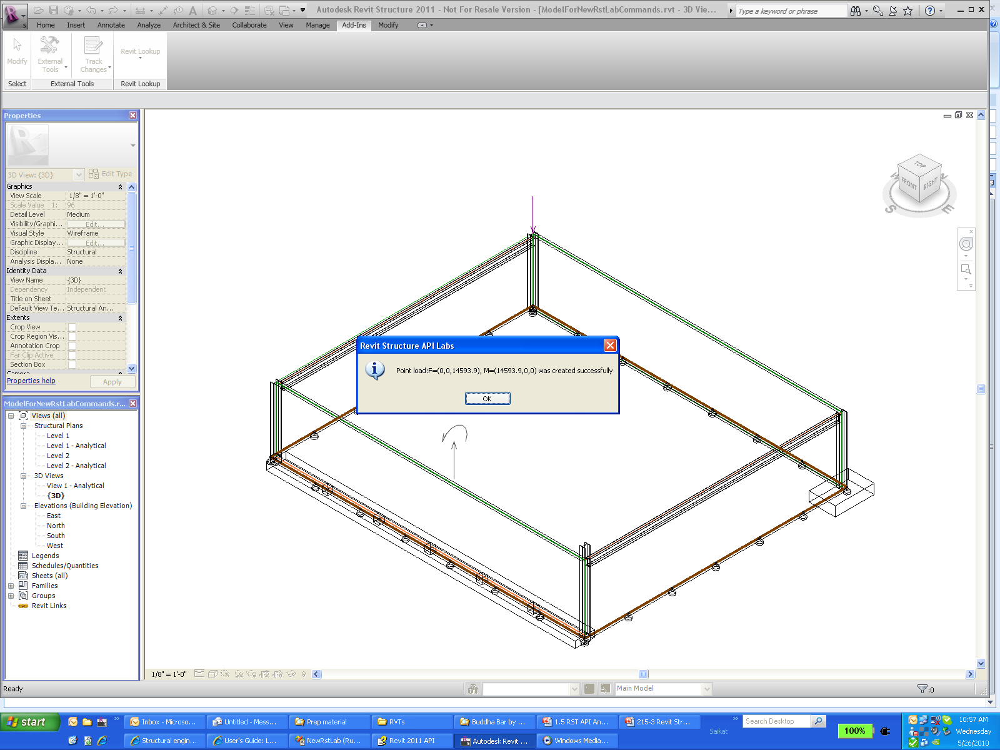 Autodesk Revit Structure 2011 - Not For Resale Version - [ModelForNewRstLabCommands.rvt - 3D Vie...
Type a keyword or phrase
Home Insert Annotate Analyze Architect & Site Collaborate View Manage Add-Ins Modify
Modify
External Tools
Track Changes
Revit Lookup
Select
External Tools
Revit Lookup
Properties
3D View: {3D}
Edit Type
Graphics
View Scale 1/8" = 1'-0"
Scale Value 1: 96
Detail Level Medium
Visibility/Graphi... Edit...
Visual Style Wireframe
Graphic Display... Edit...
Discipline Structural
Analysis Displa... None
Identity Data
View Name {3D}
Dependency Independent
Title on Sheet
Default View Te... Structural An...
Extents
Crop View
Crop Region Vis...
Annotation Crop
Far Clip Active
Section Box
Camera
Properties help
Apply
ModelForNewRstLabCommands.r...
Views (all)
Structural Plans
Level 1
Level 1 - Analytical
Level 2
Level 2 - Analytical
3D Views
View 1 - Analytical
{3D}
Elevations (Building Elevation)
East
North
South
West
Legends
Schedules/Quantities
Sheets (all)
Families
Groups
Revit Links
TOP
FRONT
RIGHT
S
E
Revit Structure API Labs
Point load:F=(0,0,14593.9), M=(14593.9,0,0) was created successfully
OK
1/8" = 1'-0"
Ready
Main Model
:0
start
Inbox - Microso...
Untitled - Mess...
Prep material
RVTs
Buddha Bar by ...
1.5 RST API An...
215-3 Revit Str...
Structural engin...
User's Guide: L...
NewRstLab (Ru...
Revit 2011 API
Autodesk Revit ...
Windows Media...
Saikat
Search Desktop
100%
10:57 AM
Wednesday
5/26/2010